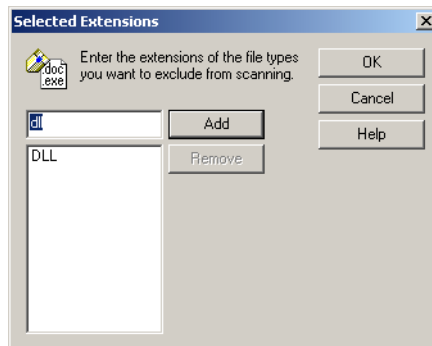 Selected Extensions
.doc
.exe
Enter the extensions of the file types
you want to exclude from scanning.
OK
Cancel
Help
dll
Add
Remove
DLL